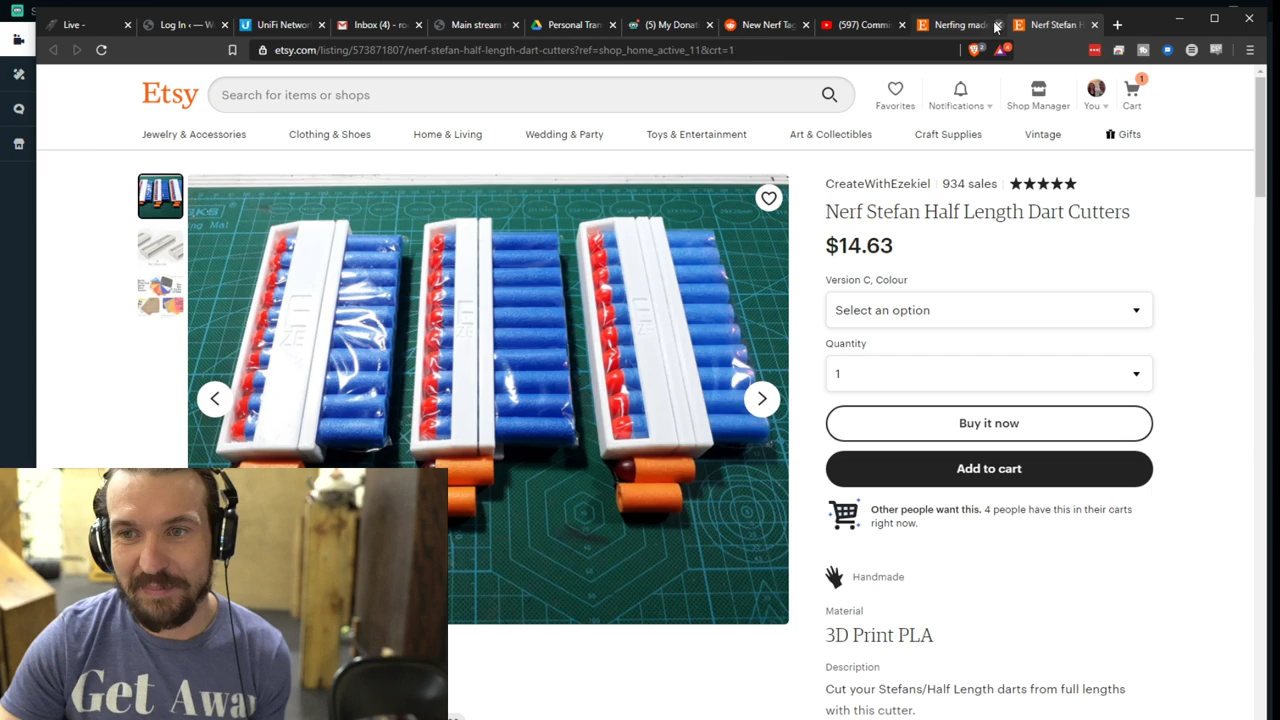 Live -
Log In ‹ — W
UniFi Network
Inbox (4) - ro
Main stream
Personal Tran
(5) My Donat
New Nerf Tag
(597) Comm
Nerfing made
Nerf Stefan H
etsy.com/listing/573871807/nerf-stefan-half-length-dart-cutters?ref=shop_home_active_11&crt=1
Etsy
Search for items or shops
Favorites
Notifications
Shop Manager
You
1
Cart
Jewelry & Accessories
Clothing & Shoes
Home & Living
Wedding & Party
Toys & Entertainment
Art & Collectibles
Craft Supplies
Vintage
Gifts
CreateWithEzekiel
934 sales
Nerf Stefan Half Length Dart Cutters
$14.63
Version C, Colour
Select an option
Quantity
1
Buy it now
Add to cart
Other people want this. 4 people have this in their carts
right now.
Handmade
Material
3D Print PLA
Description
Cut your Stefans/Half Length darts from full lengths
with this cutter.
Get Away